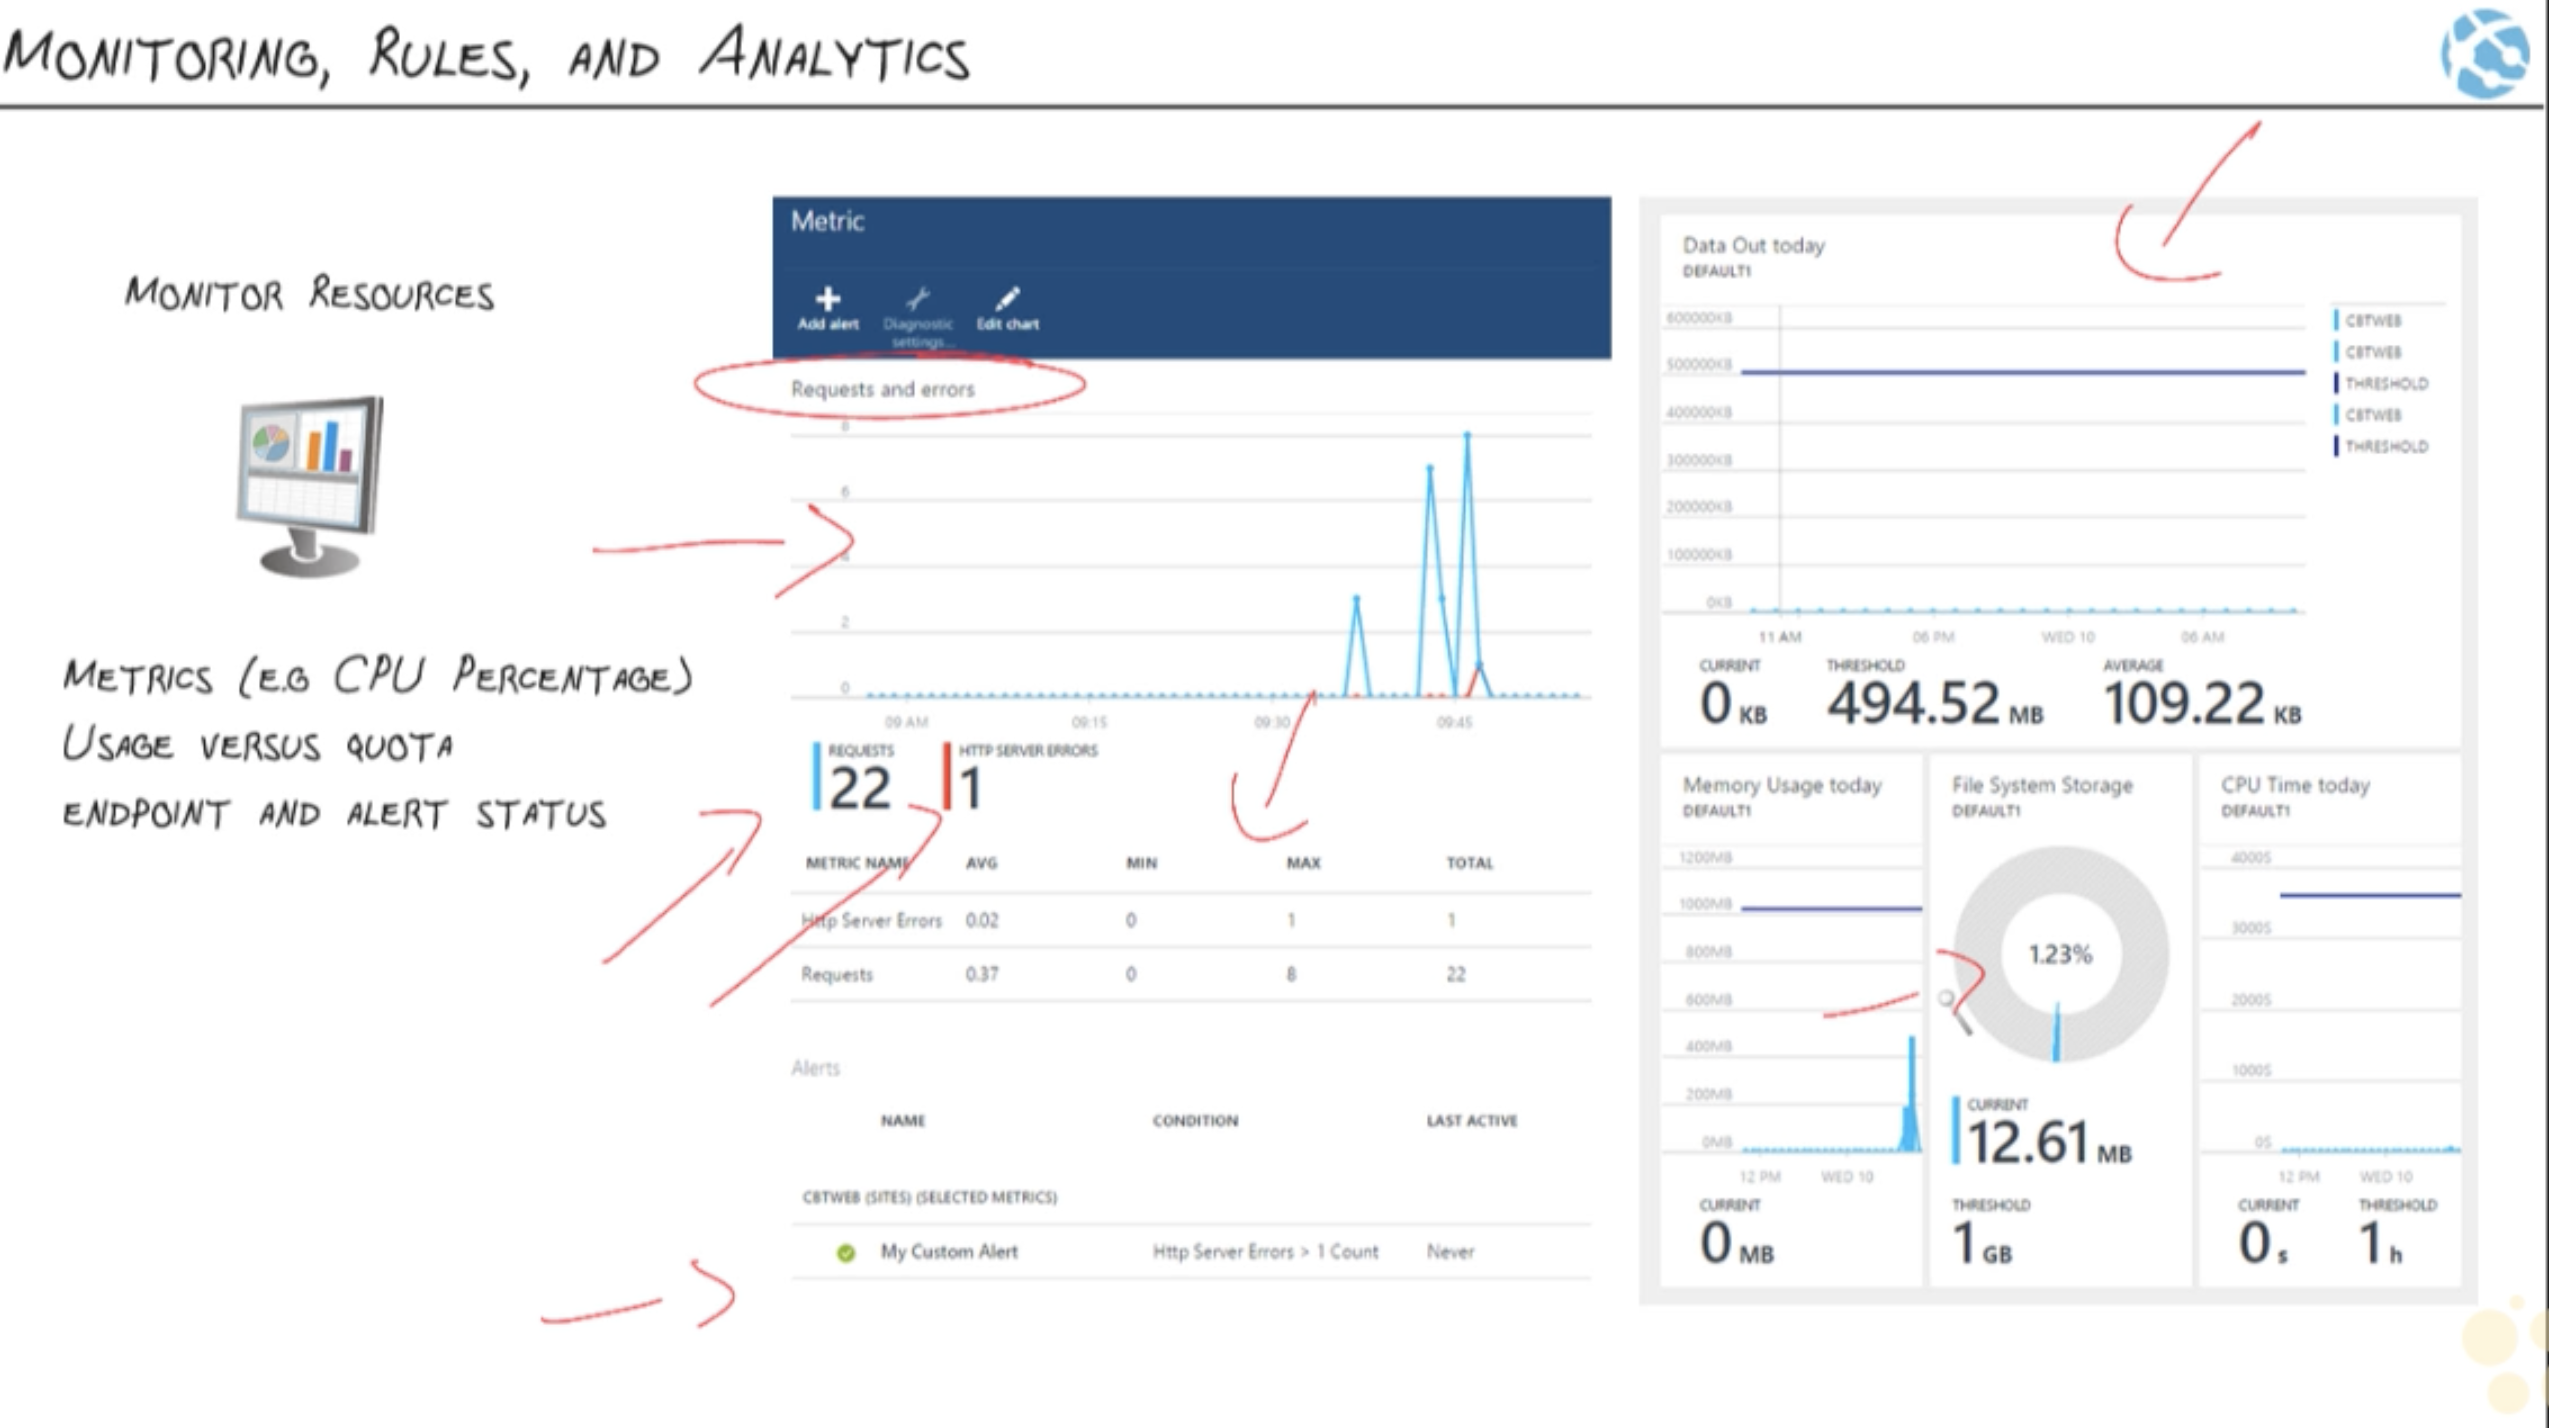 MONITORING, RULES, AND ANALYTICS
MONITOR RESOURCES
METRICS (E.G CPU PERCENTAGE)
USAGE VERSUS QUOTA
ENDPOINT AND ALERT STATUS
Metric
Add alert
Diagnostic settings...
Edit chart
Requests and errors
8
6
4
2
0
09 AM 09:15 09:30 09:45
REQUESTS
22
HTTP SERVER ERRORS
1
METRIC NAME AVG MIN MAX TOTAL
Http Server Errors 0.02 0 1 1
Requests 0.37 0 8 22
Alerts
NAME CONDITION LAST ACTIVE
CBTWEB (SITES) (SELECTED METRICS)
My Custom Alert Http Server Errors > 1 Count Never
Data Out today
DEFAULT1
600000KB
500000KB
400000KB
300000KB
200000KB
100000KB
0KB
11 AM 06 PM WED 10 06 AM
CBTWEB
CBTWEB
THRESHOLD
CBTWEB
THRESHOLD
CURRENT THRESHOLD AVERAGE
0 KB 494.52 MB 109.22 KB
Memory Usage today
DEFAULT1
1200MB
1000MB
800MB
600MB
400MB
200MB
0MB
12 PM WED 10
CURRENT
0 MB
File System Storage
DEFAULT1
1.23%
CURRENT
12.61 MB
THRESHOLD
1 GB
CPU Time today
DEFAULT1
4000S
3000S
2000S
1000S
0S
12 PM WED 10
CURRENT THRESHOLD
0 s 1 h